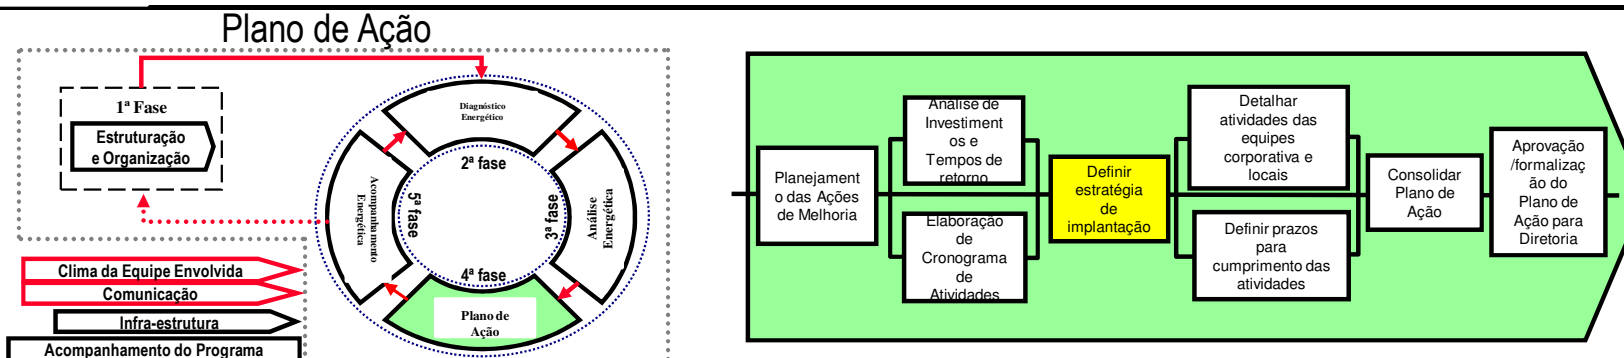 Plano de Ação
1ª Fase
Estruturação
e Organização
Diagnóstico
Energético
2ª fase
Análise
Energética
3ª fase
4ª fase
Plano de
Ação
Acompanhamento
Energética
5ª fase
Clima da Equipe Envolvida
Comunicação
Infra-estrutura
Acompanhamento do Programa
Planejament
o das Ações
de Melhoria
Análise de
Investiment
os e
Tempos de
retorno
Elaboração
de
Cronograma
de
Atividades
Definir
estratégia
de
implantação
Detalhar
atividades das
equipes
corporativa e
locais
Definir prazos
para
cumprimento das
atividades
Consolidar
Plano de
Ação
Aprovação
/formalizaç
ão do
Plano de
Ação para
Diretoria